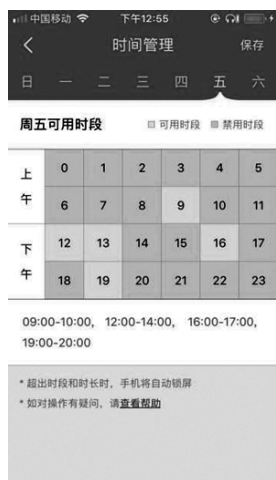 中国移动 下午12:55
时间管理 保存
日 一 二 三 四 五 六
周五可用时段 可用时段 禁用时段
上午 0 1 2 3 4 5
6 7 8 9 10 11
下午 12 13 14 15 16 17
18 19 20 21 22 23
09:00-10:00, 12:00-14:00, 16:00-17:00,
19:00-20:00
* 超出时段和时长时，手机将自动锁屏
* 如对操作有疑问，请查看帮助